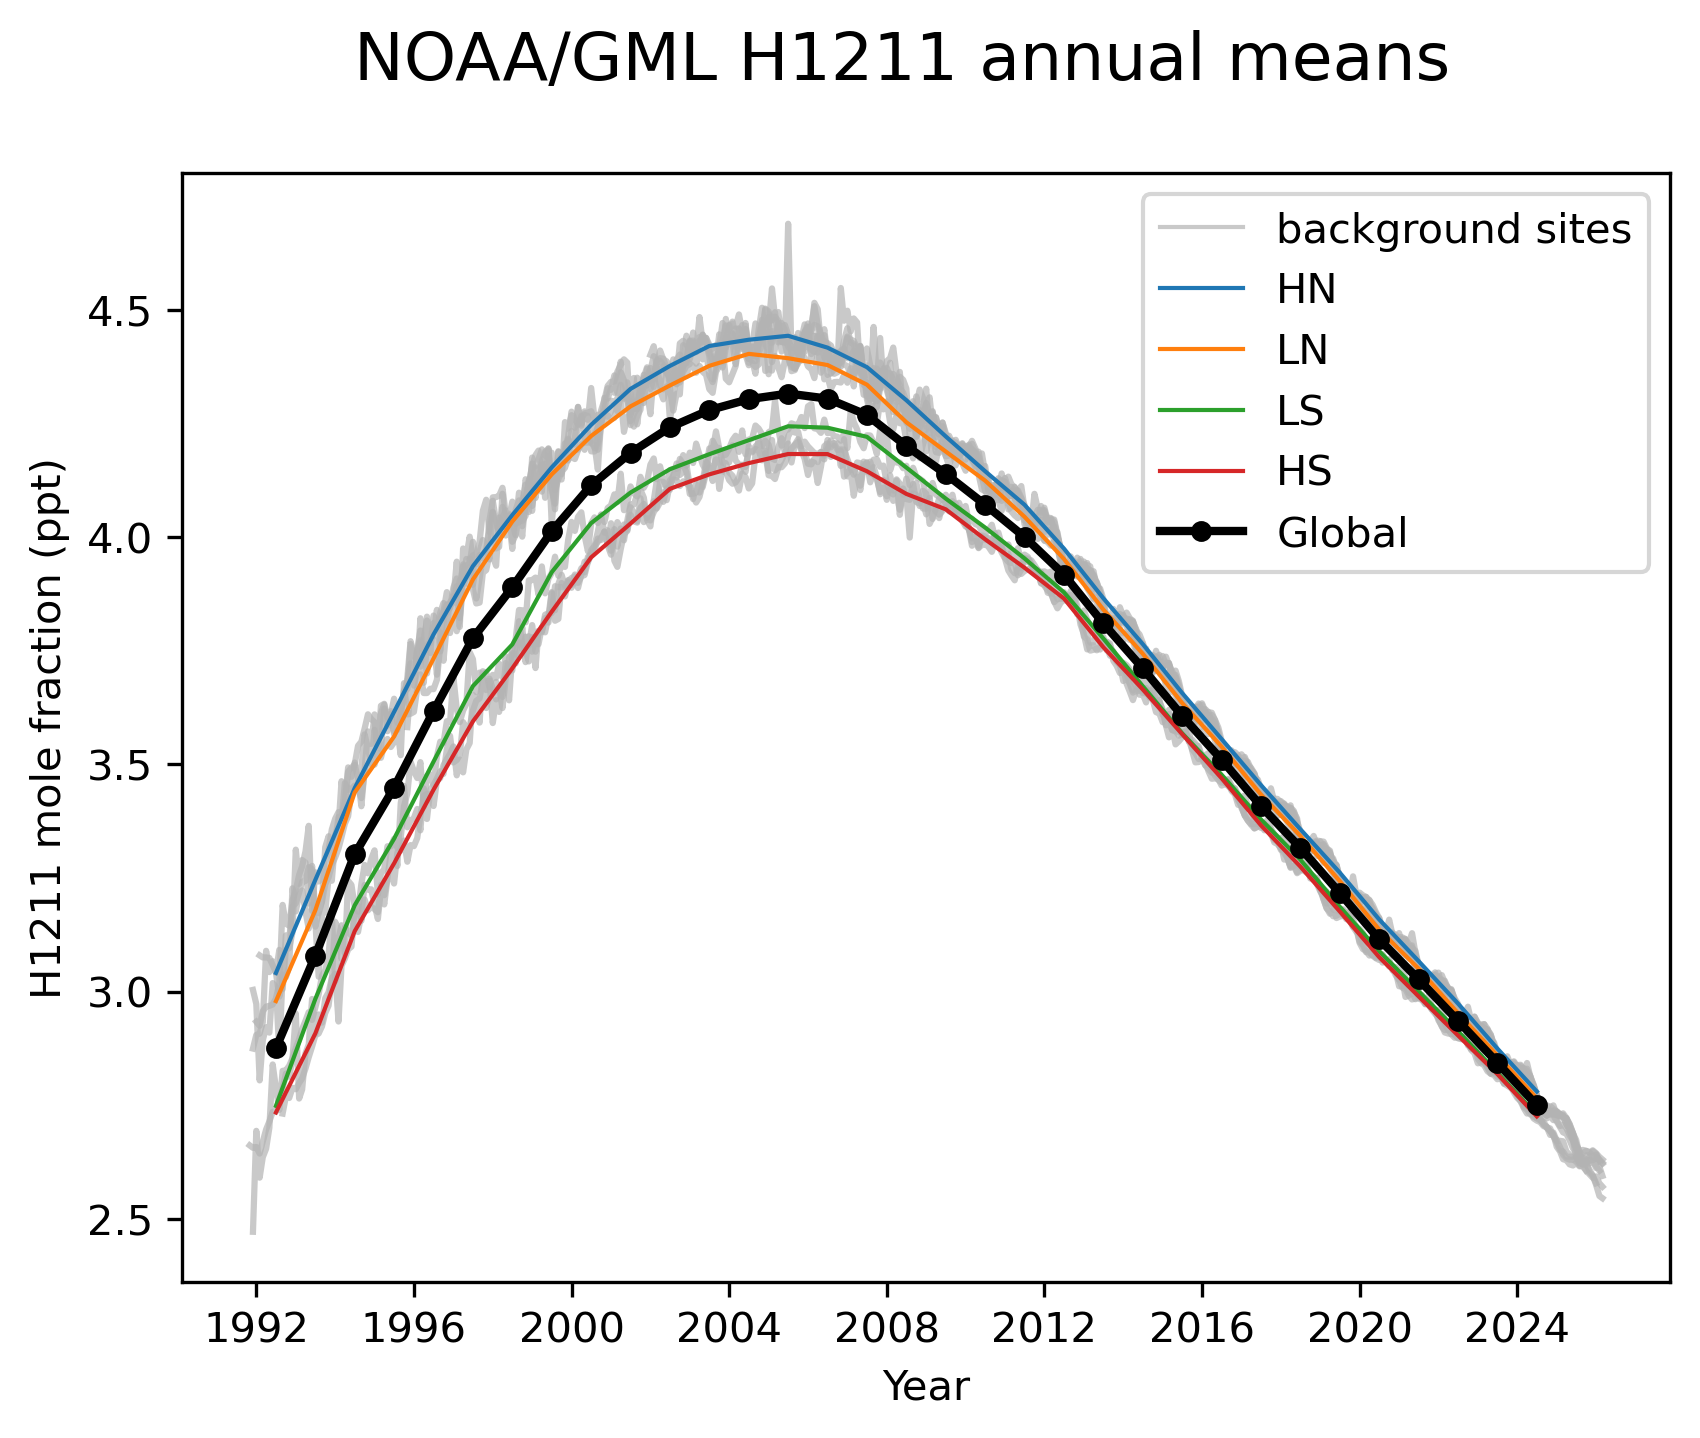 NOAA/GML H1211 annual means
background sites
HN
LN
LS
HS
Global
H1211 mole fraction (ppt)
4.5
4.0
3.5
3.0
2.5
1992 1996 2000 2004 2008 2012 2016 2020 2024
Year